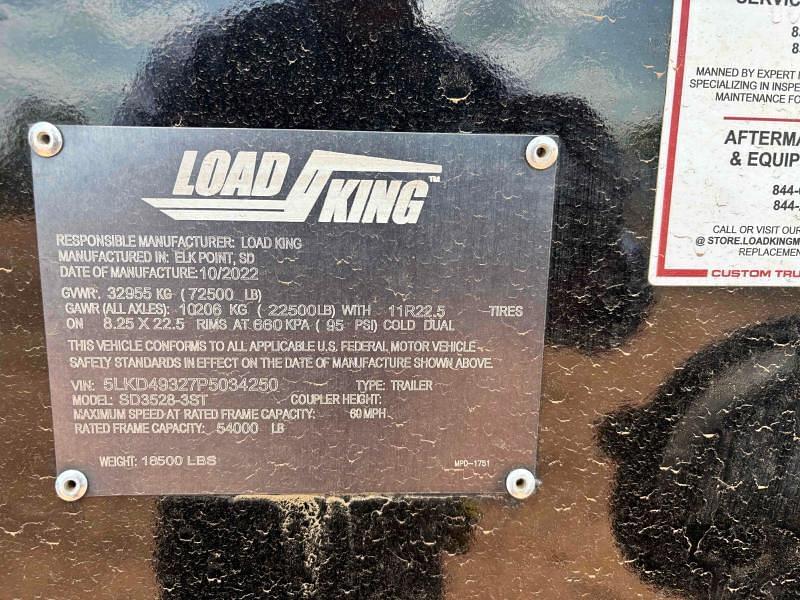 LOAD KING™
RESPONSIBLE MANUFACTURER: LOAD KING
MANUFACTURED IN: ELK POINT, SD
DATE OF MANUFACTURE: 10/2022
GVWR: 32955 KG ( 72500 LB)
GAWR (ALL AXLES): 10206 KG ( 22500LB) WITH 11R22.5 TIRES
ON 8.25 X 22.5 RIMS AT 660 KPA ( 95 PSI) COLD DUAL
THIS VEHICLE CONFORMS TO ALL APPLICABLE U.S. FEDERAL MOTOR VEHICLE
SAFETY STANDARDS IN EFFECT ON THE DATE OF MANUFACTURE SHOWN ABOVE.
VIN: 5LKD49327P5034250 TYPE: TRAILER
MODEL: SD3528-3ST COUPLER HEIGHT:
MAXIMUM SPEED AT RATED FRAME CAPACITY: 60 MPH
RATED FRAME CAPACITY: 54000 LB
WEIGHT: 18500 LBS MPD-1751
MANNED BY EXPERT
SPECIALIZING IN
MAINTENANCE FO
AFTERMA
& EQUIP
844-
844-
CALL OR VISIT OUR
@ STORE.LOADKINGM
REPLACEMEN
CUSTOM TRU